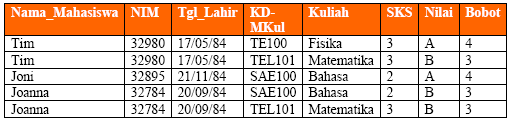 Nama_Mahasiswa NIM Tgl_Lahir KD-MKul Kuliah SKS Nilai Bobot
Tim 32980 17/05/84 TE100 Fisika 3 A 4
Tim 32980 17/05/84 TEL101 Matematika 3 B 3
Joni 32895 21/11/84 SAE100 Bahasa 2 A 4
Joanna 32784 20/09/84 SAE100 Bahasa 2 B 3
Joanna 32784 20/09/84 TEL101 Matematika 3 B 3